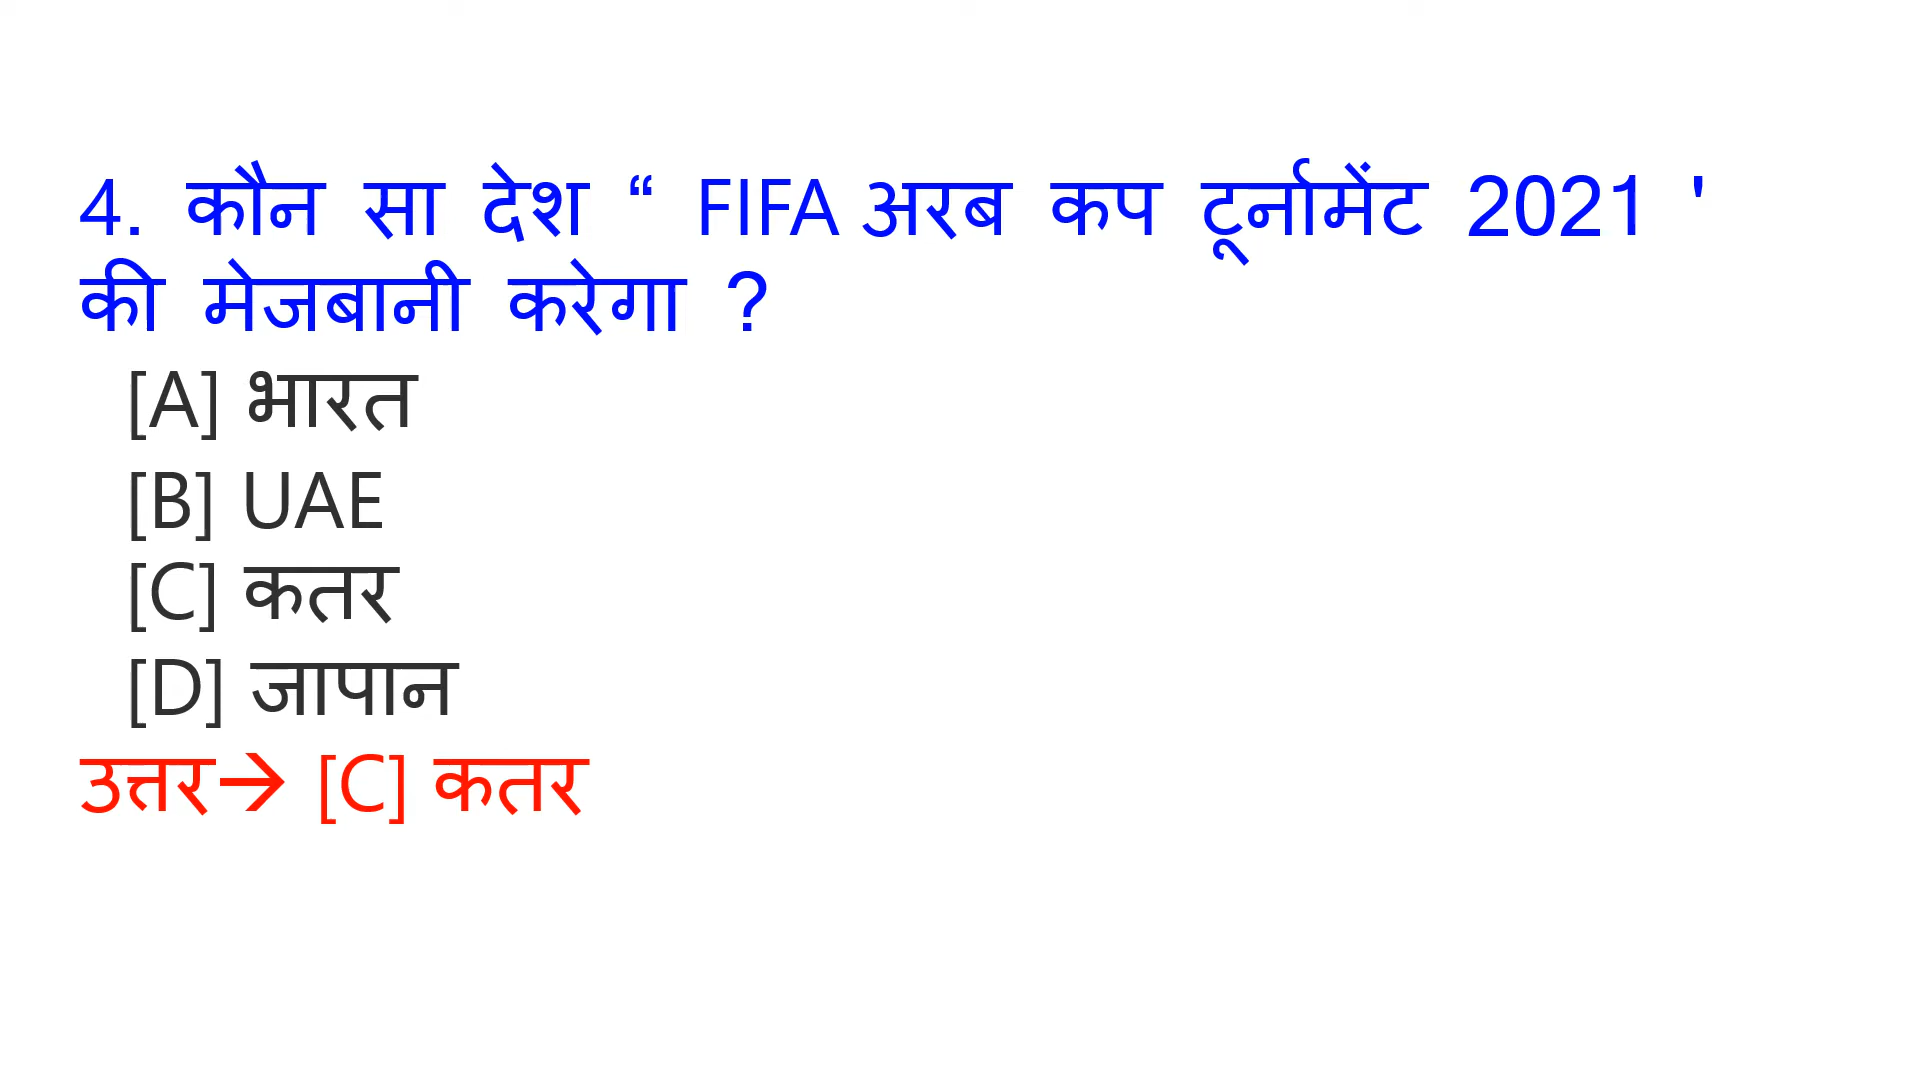 4. कौन सा देश “ FIFA अरब कप टूर्नामेंट 2021 '
की मेजबानी करेगा ?
[A] भारत
[B] UAE
[C] कतर
[D] जापान
उत्तर→ [C] कतर